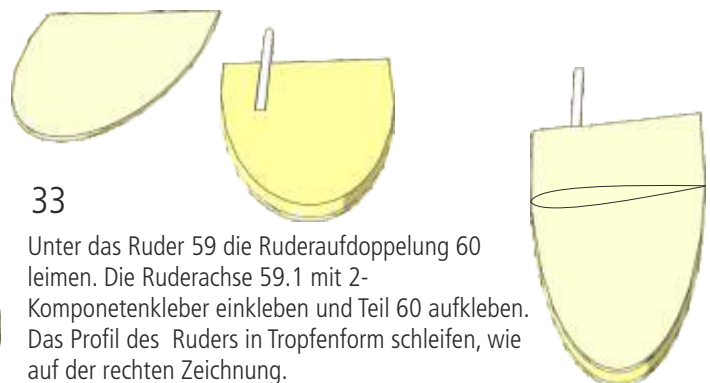 33
Unter das Ruder 59 die Ruderaufdoppelung 60
leimen. Die Ruderachse 59.1 mit 2-
Komponetenkleber einkleben und Teil 60 aufkleben.
Das Profil des Ruders in Tropfenform schleifen, wie
auf der rechten Zeichnung.